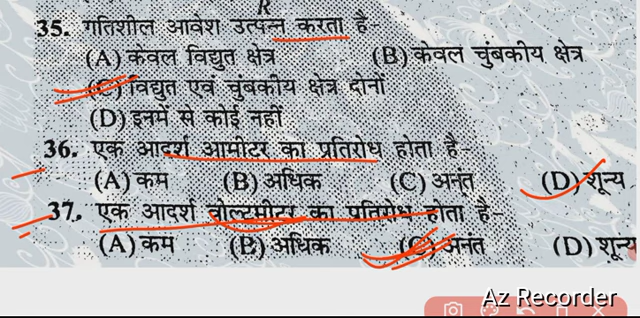 R
35. गतिशील आवेश उत्पन्न करता है-
(A) केवल विद्युत क्षेत्र (B) केवल चुंबकीय क्षेत्र
(C) विद्युत एवं चुंबकीय क्षेत्र दोनों
(D) इनमें से कोई नहीं
36. एक आदर्श आमीटर का प्रतिरोध होता है-
(A) कम (B) अधिक (C) अनंत (D) शून्य
37. एक आदर्श वोल्टमीटर का प्रतिरोध होता है-
(A) कम (B) अधिक (C) अनंत (D) शून्य
Az Recorder